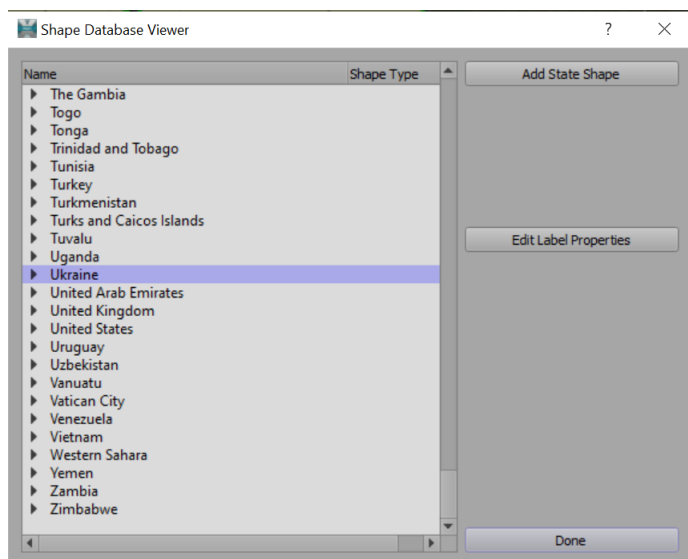 Shape Database Viewer ?
Name Shape Type
The Gambia
Togo
Tonga
Trinidad and Tobago
Tunisia
Turkey
Turkmenistan
Turks and Caicos Islands
Tuvalu
Uganda
Ukraine
United Arab Emirates
United Kingdom
United States
Uruguay
Uzbekistan
Vanuatu
Vatican City
Venezuela
Vietnam
Western Sahara
Yemen
Zambia
Zimbabwe
Add State Shape
Edit Label Properties
Done